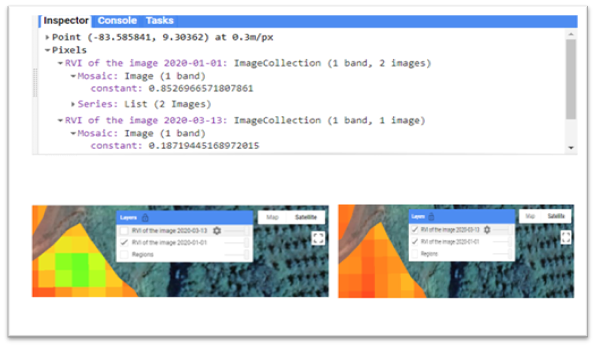 Inspector Console Tasks
Point (-83.585841, 9.30362) at 0.3m/px
Pixels
RVI of the image 2020-01-01: ImageCollection (1 band, 2 images)
Mosaic: Image (1 band)
constant: 0.8526966571807861
Series: List (2 Images)
RVI of the image 2020-03-13: ImageCollection (1 band, 1 image)
Mosaic: Image (1 band)
constant: 0.18719445168972015
Layers
Map Satellite
RVI of the image 2020-03-13
RVI of the image 2020-01-01
Regions
Layers
Map Satellite
RVI of the image 2020-03-13
RVI of the image 2020-01-01
Regions